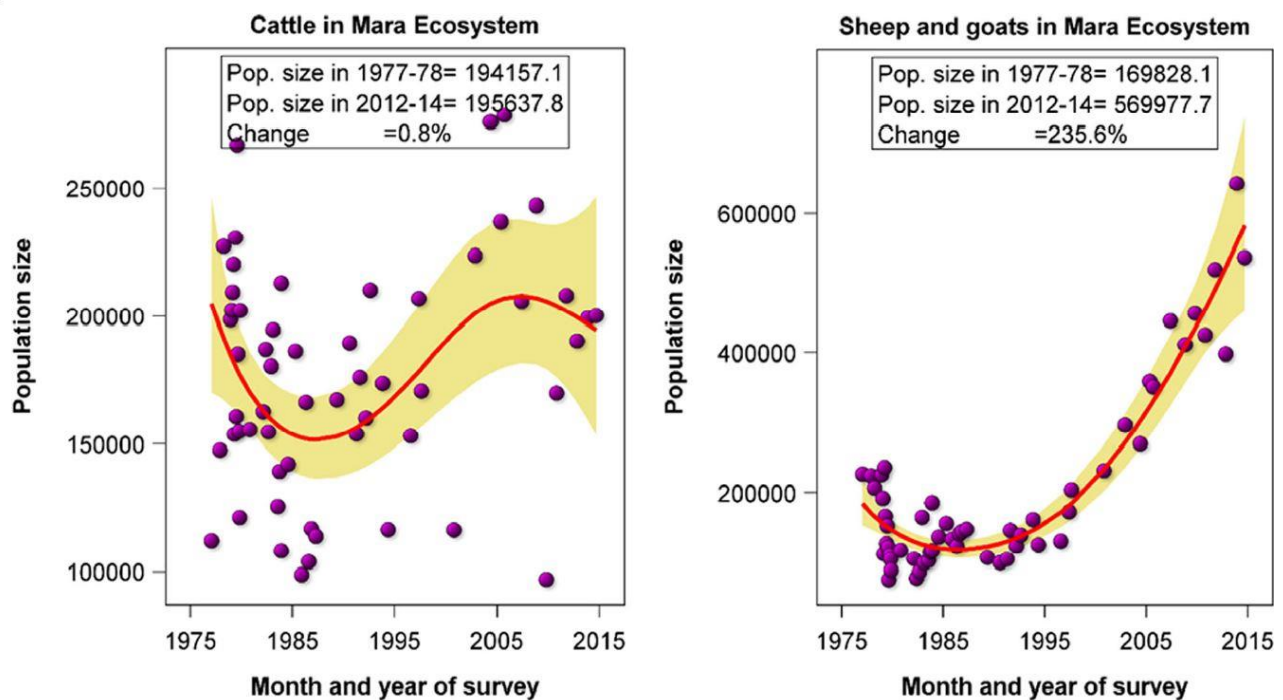 Cattle in Mara Ecosystem
Pop. size in 1977-78= 194157.1
Pop. size in 2012-14= 195637.8
Change =0.8%
250000
200000
150000
100000
Population size
1975 1985 1995 2005 2015
Month and year of survey
Sheep and goats in Mara Ecosystem
Pop. size in 1977-78= 169828.1
Pop. size in 2012-14= 569977.7
Change =235.6%
600000
400000
200000
Population size
1975 1985 1995 2005 2015
Month and year of survey